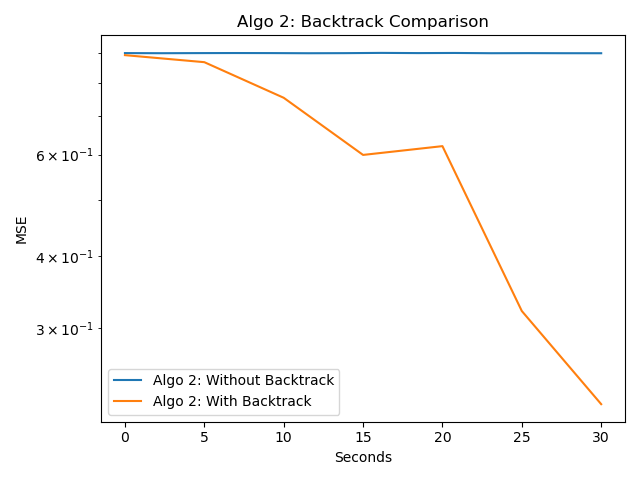 Algo 2: Backtrack Comparison
MSE
6 × 10⁻¹
4 × 10⁻¹
3 × 10⁻¹
Algo 2: Without Backtrack
Algo 2: With Backtrack
0 5 10 15 20 25 30
Seconds